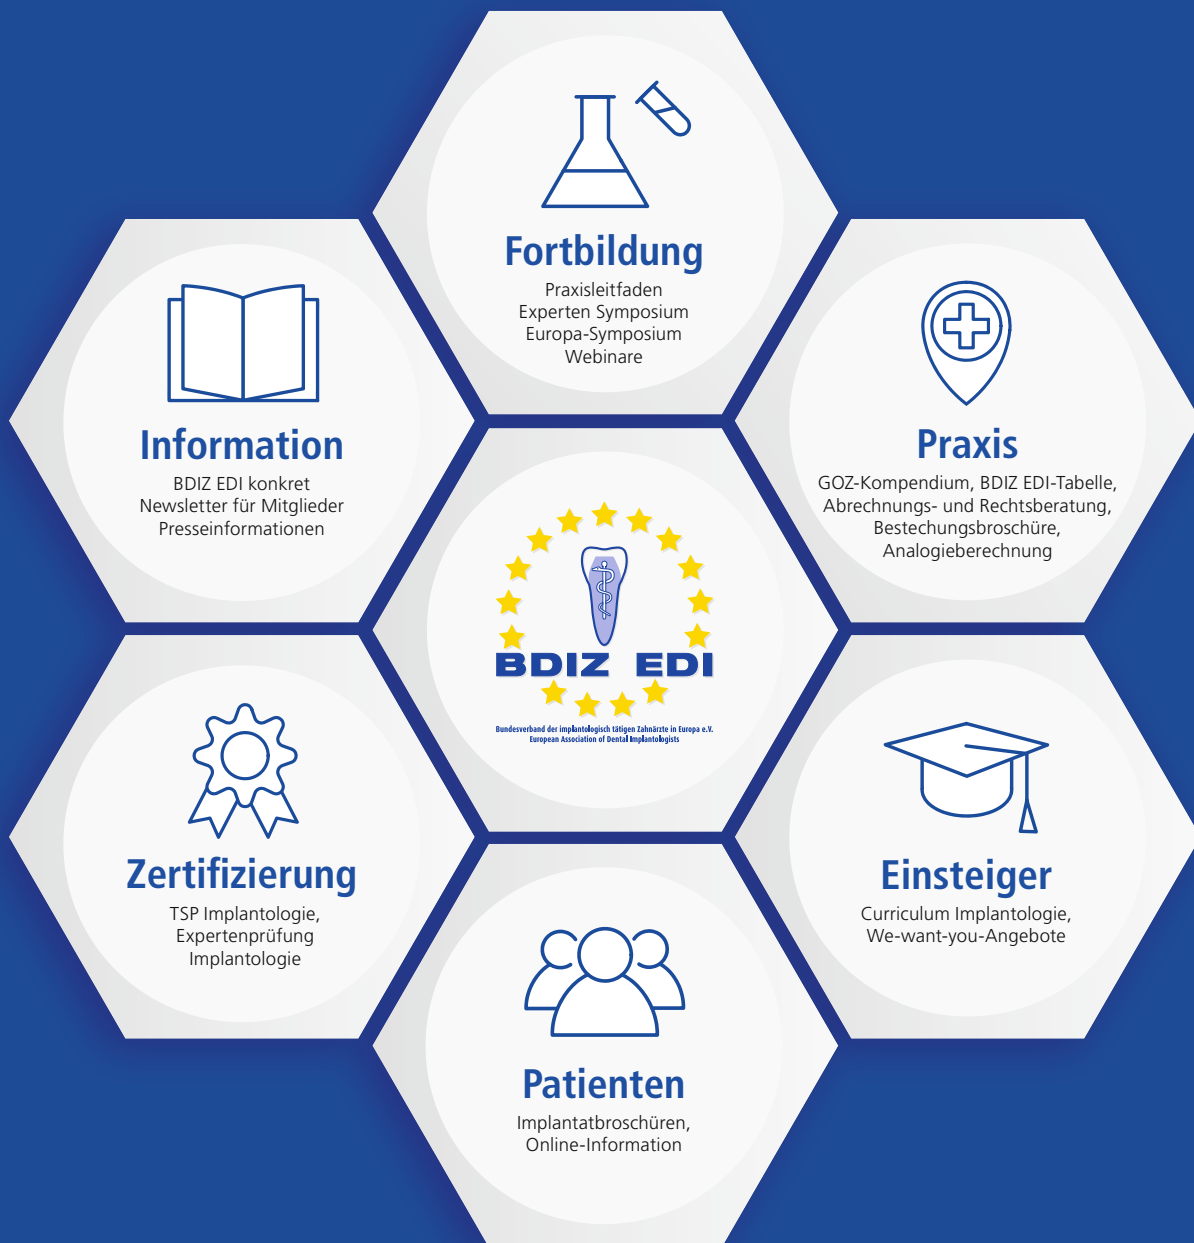 Fortbildung
Praxisleitfaden
Experten Symposium
Europa-Symposium
Webinare
Information
BDIZ EDI konkret
Newsletter für Mitglieder
Presseinformationen
Praxis
GOZ-Kompendium, BDIZ EDI-Tabelle,
Abrechnungs- und Rechtsberatung,
Bestechungsbroschüre,
Analogieberechnung
BDIZ EDI
Bundesverband der implantologisch tätigen Zahnärzte in Europa e.V.
European Association of Dental Implantologists
Zertifizierung
TSP Implantologie,
Expertenprüfung
Implantologie
Einsteiger
Curriculum Implantologie,
We-want-you-Angebote
Patienten
Implantatbroschüren,
Online-Information